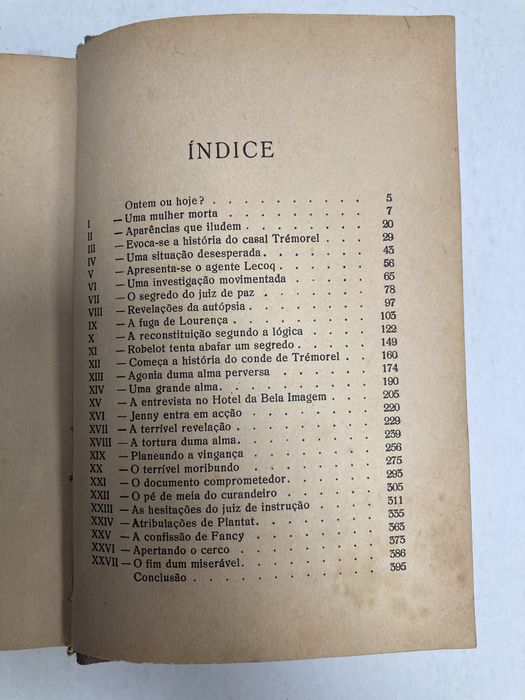 ÍNDICE
Ontem ou hoje? . . . . . . . . . . 5
I — Uma mulher morta . . . . . . . . . . 7
II — Aparências que iludem . . . . . . . . 20
III — Evoca-se a história do casal Trémorel . . . 29
IV — Uma situação desesperada . . . . . . . 43
V — Apresenta-se o agente Lecoq . . . . . . 56
VI — Uma investigação movimentada . . . . . . 65
VII — O segredo do juiz de paz . . . . . . . 78
VIII — Revelações da autópsia . . . . . . . . 97
IX — A fuga de Lourença . . . . . . . . . 103
X — A reconstituição segundo a lógica . . . . 122
XI — Robelot tenta abafar um segredo . . . . . 149
XII — Começa a história do conde de Trémorel . . 160
XIII — Agonia duma alma perversa . . . . . . . 174
XIV — Uma grande alma . . . . . . . . . . 190
XV — A entrevista no Hotel da Bela Imagem . . . 205
XVI — Jenny entra em acção . . . . . . . . 220
XVII — A terrível revelação . . . . . . . . . 229
XVIII — A tortura duma alma . . . . . . . . . 239
XIX — Planeando a vingança . . . . . . . . 256
XX — O terrível moribundo . . . . . . . . 275
XXI — O documento comprometedor . . . . . . 293
XXII — O pé de meia do curandeiro . . . . . . 305
XXIII — As hesitações do juiz de instrução . . . . 311
XXIV — Atribulações de Plantat . . . . . . . . 335
XXV — A confissão de Fancy . . . . . . . . 363
XXVI — Apertando o cerco . . . . . . . . . 373
XXVII — O fim dum miserável . . . . . . . . . 386
Conclusão . . . . . . . . . . . 395